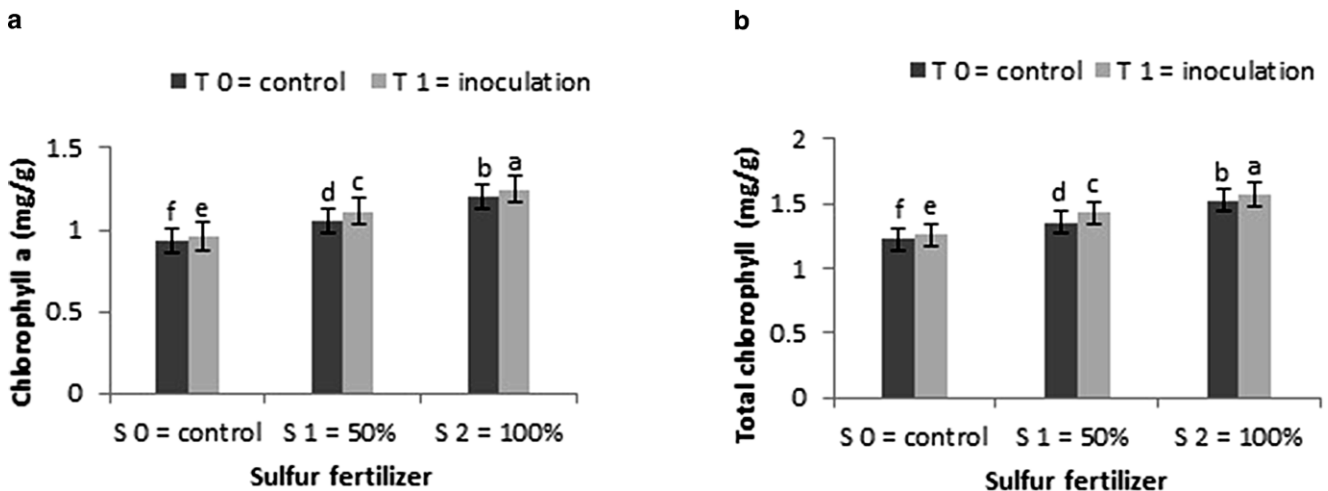 a
T 0 = control T 1 = inoculation
Chlorophyll a (mg/g)
1.5
1
0.5
0
f e d c b a
S 0 = control S 1 = 50% S 2 = 100%
Sulfur fertilizer
b
T 0 = control T 1 = inoculation
Total chlorophyll (mg/g)
2
1.5
1
0.5
0
f e d c b a
S 0 = control S 1 = 50% S 2 = 100%
Sulfur fertilizer